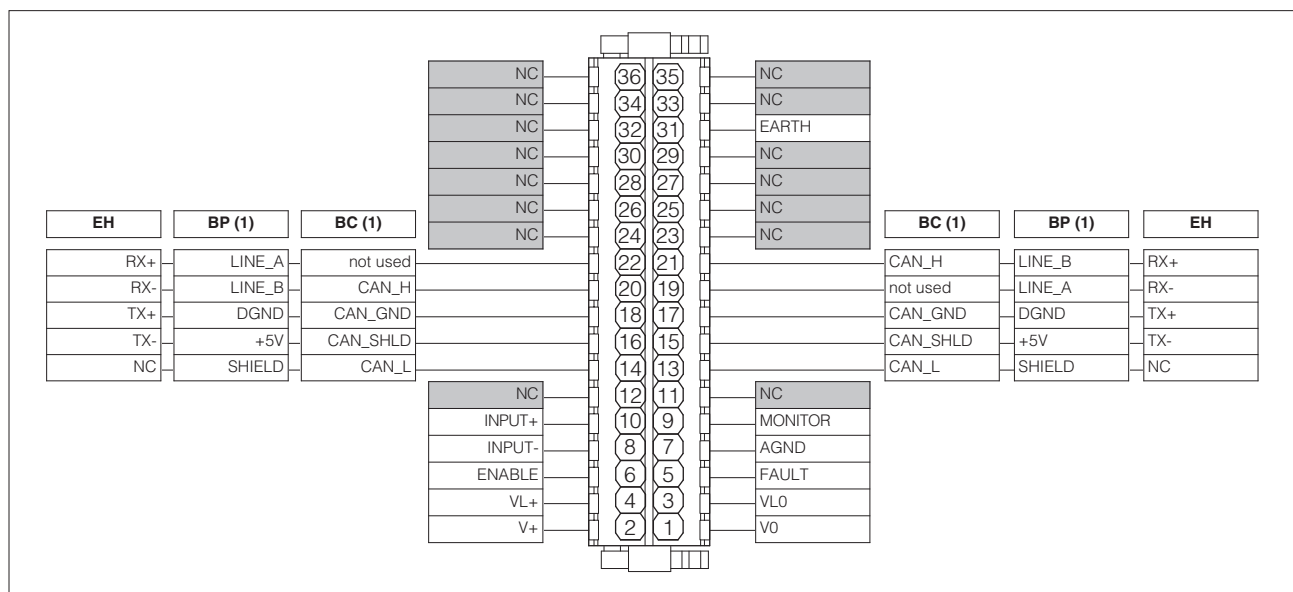 NC 36 35 NC
NC 34 33 NC
NC 32 31 EARTH
NC 30 29 NC
NC 28 27 NC
NC 26 25 NC
EH BP (1) BC (1) NC 24 23 NC BC (1) BP (1) EH
RX+ LINE_A not used 22 21 CAN_H LINE_B RX+
RX- LINE_B CAN_H 20 19 not used LINE_A RX-
TX+ DGND CAN_GND 18 17 CAN_GND DGND TX+
TX- +5V CAN_SHLD 16 15 CAN_SHLD +5V TX-
NC SHIELD CAN_L 14 13 CAN_L SHIELD NC
NC 12 11 NC
INPUT+ 10 9 MONITOR
INPUT- 8 7 AGND
ENABLE 6 5 FAULT
VL+ 4 3 VL0
V+ 2 1 V0